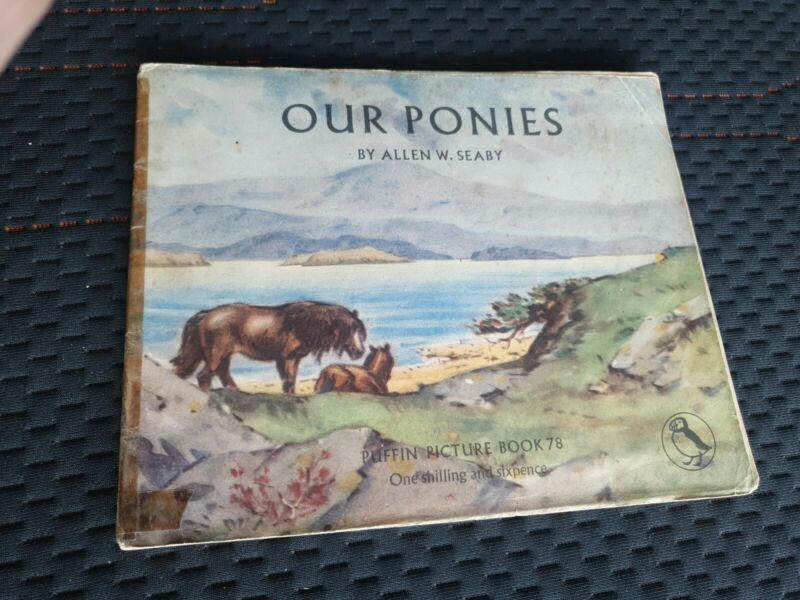 OUR PONIES
BY ALLEN W. SEABY
PUFFIN PICTURE BOOK 78
One shilling and sixpence